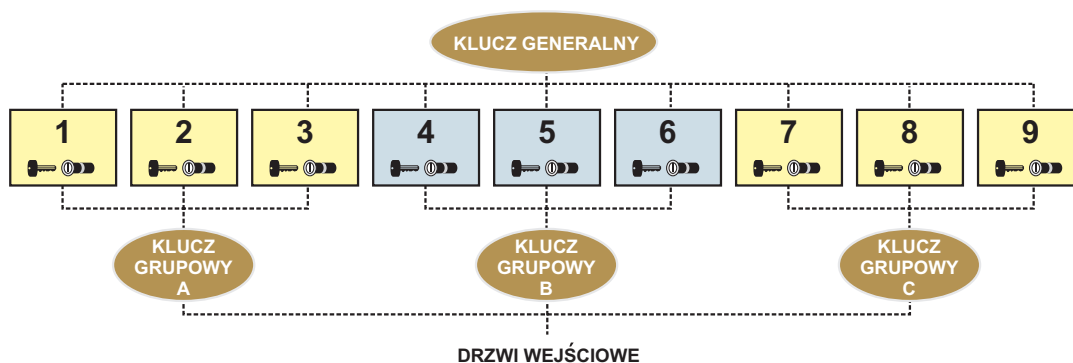 KLUCZ GENERALNY
1 2 3 4 5 6 7 8 9
KLUCZ
GRUPOWY
A
KLUCZ
GRUPOWY
B
KLUCZ
GRUPOWY
C
DRZWI WEJŚCIOWE